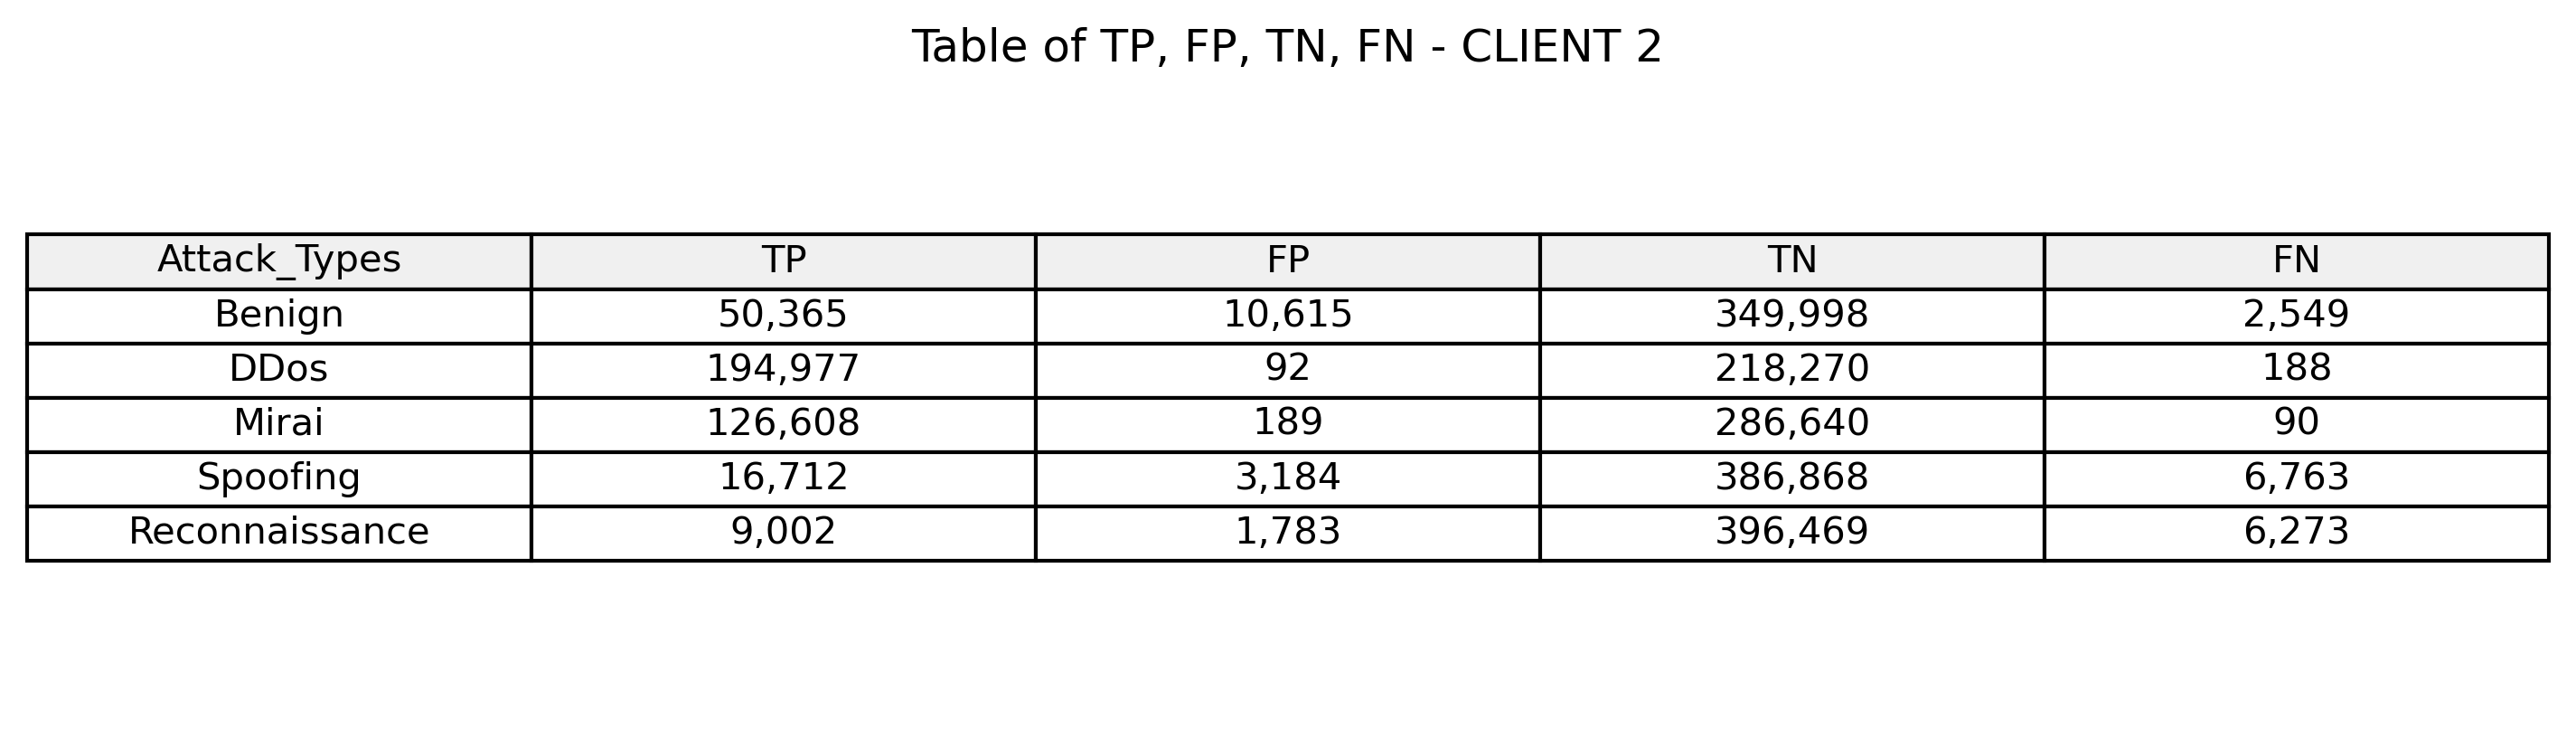 Table of TP, FP, TN, FN - CLIENT 2
Attack_Types TP FP TN FN
Benign 50,365 10,615 349,998 2,549
DDos 194,977 92 218,270 188
Mirai 126,608 189 286,640 90
Spoofing 16,712 3,184 386,868 6,763
Reconnaissance 9,002 1,783 396,469 6,273